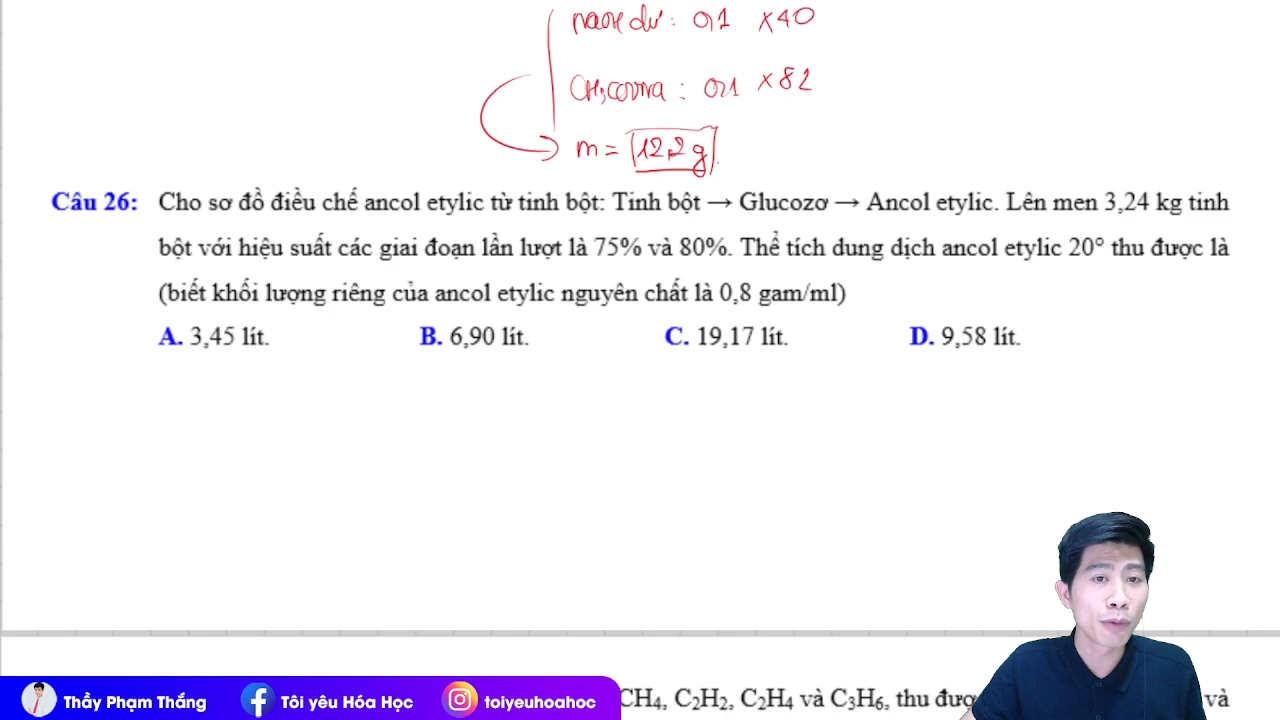 NaOH dư: 0,1 x40
CH3COONa: 0,1 x82
m = 12,2g
Câu 26: Cho sơ đồ điều chế ancol etylic từ tinh bột: Tinh bột → Glucozơ → Ancol etylic. Lên men 3,24 kg tinh
bột với hiệu suất các giai đoạn lần lượt là 75% và 80%. Thể tích dung dịch ancol etylic 20° thu được là
(biết khối lượng riêng của ancol etylic nguyên chất là 0,8 gam/ml)
A. 3,45 lít. B. 6,90 lít. C. 19,17 lít. D. 9,58 lít.
CH₄, C₂H₂, C₂H₄ và C₃H₆, thu đượ và
Thầy Phạm Thắng Tôi yêu Hóa Học toiyeuhoahoc